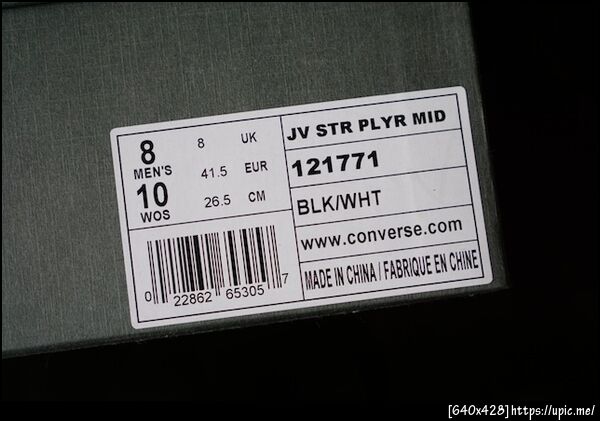 8 8 UK
MEN'S
41.5 EUR
10
26.5 CM
WOS
JV STR PLYR MID
121771
BLK/WHT
www.converse.com
MADE IN CHINA / FABRIQUE EN CHINE
0 22862 65305 7
[640x428]https://upic.me/